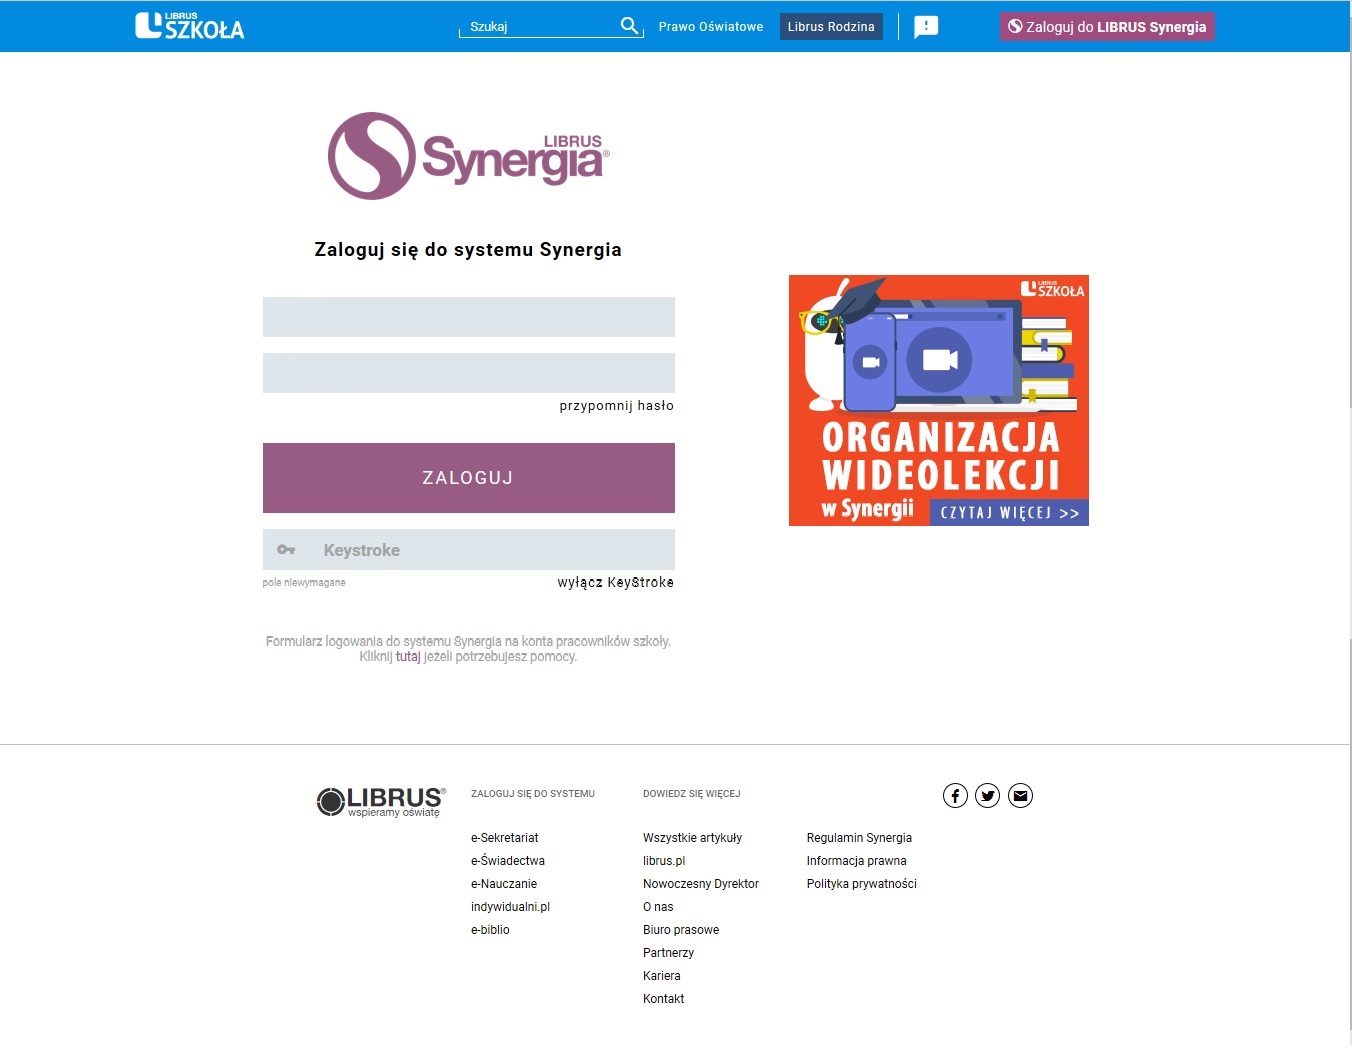 LIBRUS
SZKOŁA
Szukaj
Prawo Oświatowe
Librus Rodzina
Zaloguj do LIBRUS Synergia
LIBRUS
Synergia®
Zaloguj się do systemu Synergia
przypomnij hasło
ZALOGUJ
Keystroke
pole niewymagane
wyłącz KeyStroke
Formularz logowania do systemu Synergia na konta pracowników szkoły.
Kliknij tutaj jeżeli potrzebujesz pomocy.
LIBRUS
SZKOŁA
ORGANIZACJA
WIDEOLEKCJI
w Synergii
CZYTAJ WIĘCEJ >>
LIBRUS®
wspieramy oświatę
ZALOGUJ SIĘ DO SYSTEMU
e-Sekretariat
e-Świadectwa
e-Nauczanie
indywidualni.pl
e-biblio
DOWIEDZ SIĘ WIĘCEJ
Wszystkie artykuły
librus.pl
Nowoczesny Dyrektor
O nas
Biuro prasowe
Partnerzy
Kariera
Kontakt
Regulamin Synergia
Informacja prawna
Polityka prywatności